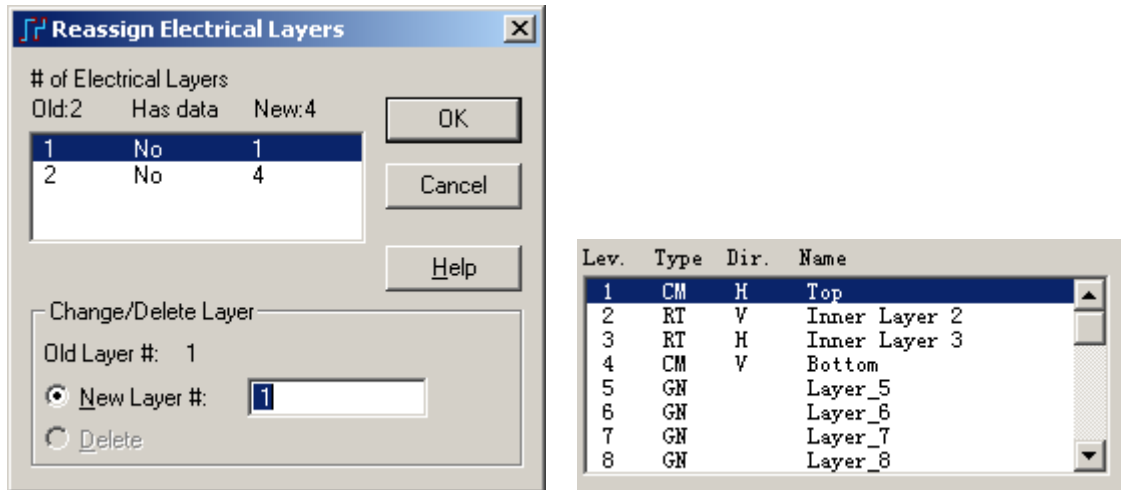 Reassign Electrical Layers
# of Electrical Layers
Old:2 Has data New:4
1 No 1
2 No 4
OK
Cancel
Help
Change/Delete Layer
Old Layer #: 1
New Layer #: 1
Delete
Lev. Type Dir. Name
1 CM H Top
2 RT V Inner Layer 2
3 RT H Inner Layer 3
4 CM V Bottom
5 GN Layer_5
6 GN Layer_6
7 GN Layer_7
8 GN Layer_8